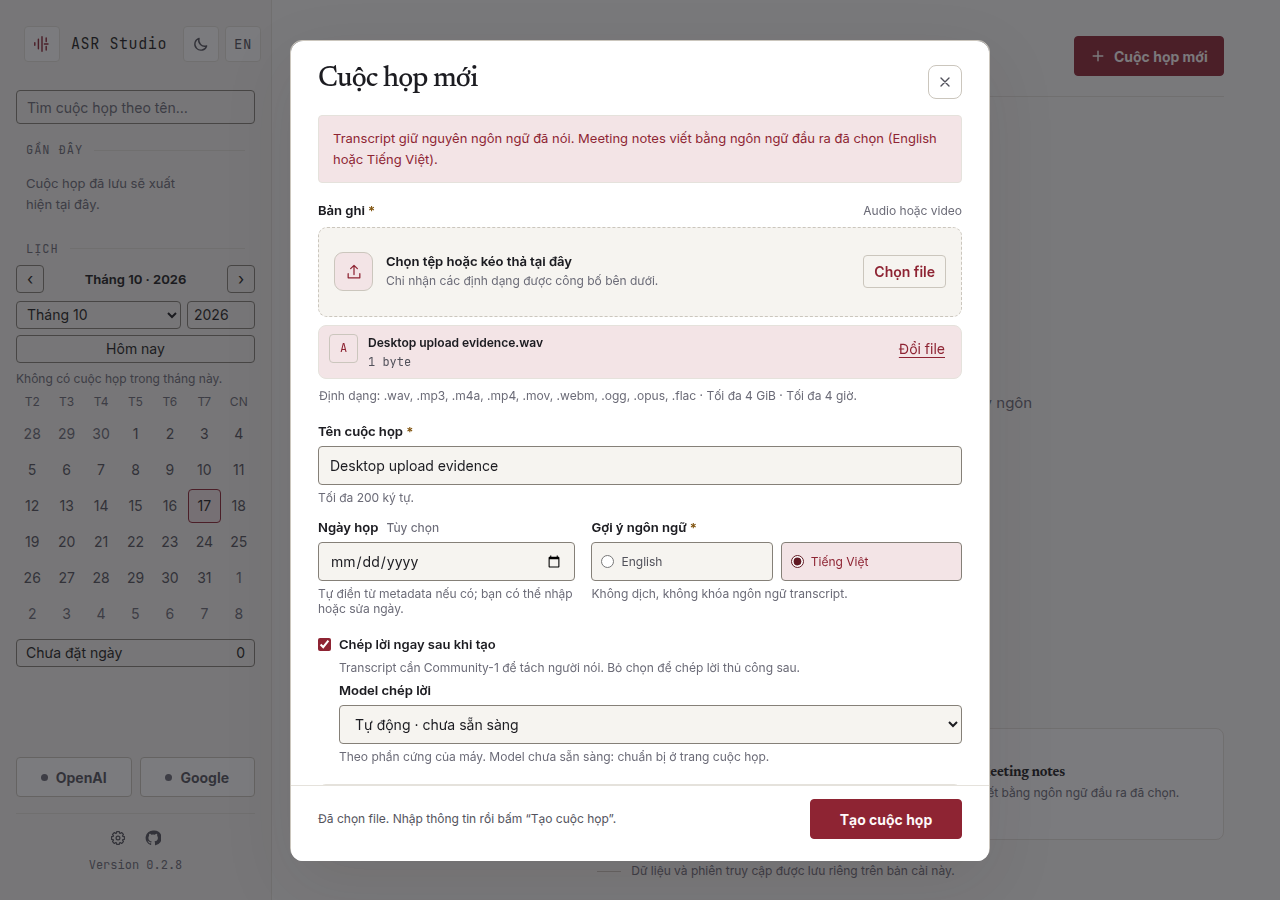 ASR Studio
EN
Tìm cuộc họp theo tên...
GẦN ĐÂY
Cuộc họp đã lưu sẽ xuất
hiện tại đây.
LỊCH
Tháng 10 · 2026
Tháng 10
2026
Hôm nay
Không có cuộc họp trong tháng này.
T2 T3 T4 T5 T6 T7 CN
28 29 30 1 2 3 4
5 6 7 8 9 10 11
12 13 14 15 16 17 18
19 20 21 22 23 24 25
26 27 28 29 30 31 1
2 3 4 5 6 7 8
Chưa đặt ngày 0
OpenAI
Google
Version 0.2.8
Cuộc họp mới
Cuộc họp mới
Transcript giữ nguyên ngôn ngữ đã nói. Meeting notes viết bằng ngôn ngữ đầu ra đã chọn (English
hoặc Tiếng Việt).
Bản ghi *
Audio hoặc video
Chọn tệp hoặc kéo thả tại đây
Chỉ nhận các định dạng được công bố bên dưới.
Chọn file
A
Desktop upload evidence.wav
1 byte
Đổi file
Định dạng: .wav, .mp3, .m4a, .mp4, .mov, .webm, .ogg, .opus, .flac · Tối đa 4 GiB · Tối đa 4 giờ.
Tên cuộc họp *
Desktop upload evidence
Tối đa 200 ký tự.
Ngày họp Tùy chọn
mm/dd/yyyy
Tự điền từ metadata nếu có; bạn có thể nhập
hoặc sửa ngày.
Gợi ý ngôn ngữ *
English
Tiếng Việt
Không dịch, không khóa ngôn ngữ transcript.
Chép lời ngay sau khi tạo
Transcript cần Community-1 để tách người nói. Bỏ chọn để chép lời thủ công sau.
Model chép lời
Tự động · chưa sẵn sàng
Theo phần cứng của máy. Model chưa sẵn sàng: chuẩn bị ở trang cuộc họp.
Đã chọn file. Nhập thông tin rồi bấm “Tạo cuộc họp”.
Tạo cuộc họp
ngôn
eeting notes
bằng ngôn ngữ đầu ra đã chọn.
Dữ liệu và phiên truy cập được lưu riêng trên bản cài này.